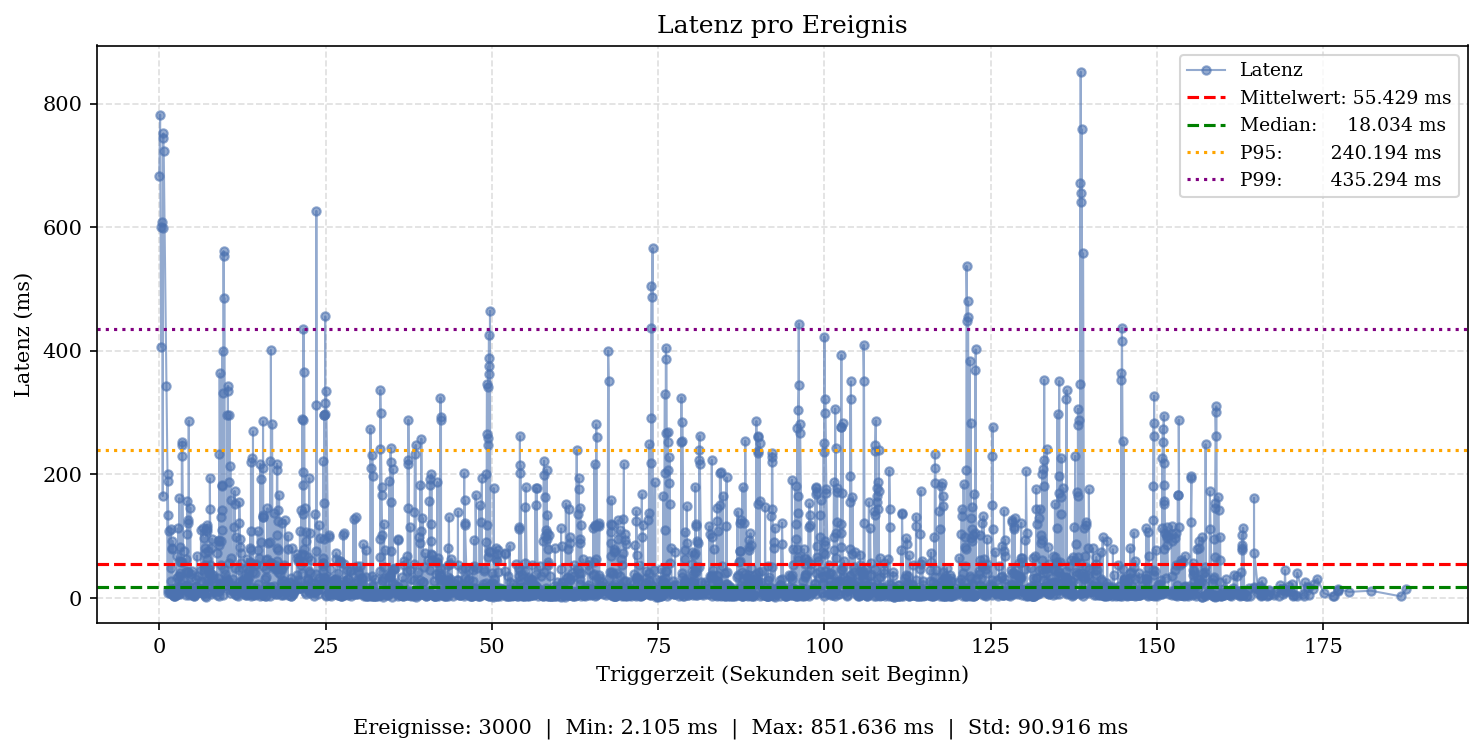 Latenz pro Ereignis
Latenz (ms)
800
600
400
200
0
Latenz
Mittelwert: 55.429 ms
Median: 18.034 ms
P95: 240.194 ms
P99: 435.294 ms
0 25 50 75 100 125 150 175
Triggerzeit (Sekunden seit Beginn)
Ereignisse: 3000 | Min: 2.105 ms | Max: 851.636 ms | Std: 90.916 ms